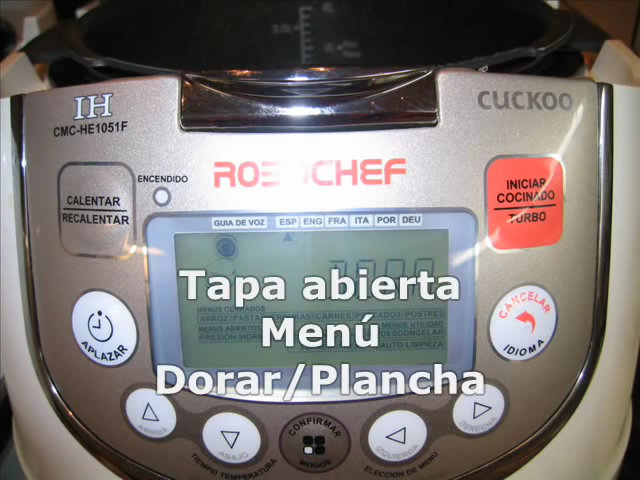 IH
CMC-HE1051F
CUCKOO
CALENTAR
RECALENTAR
ENCENDIDO
ROBOCHEF
INICIAR
COCINADO
TURBO
GUIA DE VOZ ESP ENG FRA ITA POR DEU
Tapa abierta
Menú
Dorar/Plancha
MENUS CERRADOS
ARROZ PASTA CARNES POSTRES
MENUS ABIERTOS MENUS UTILIDAD
PRESION HORNO DESCONGELAR
AUTO-LIMPIEZA
APLAZAR
CANCELAR
IDIOMA
ARRIBA
ABAJO
CONFIRMAR
MODOS
IZQUIERDA
DERECHA
TIEMPO TEMPERATURA
ELECCION DE MENU